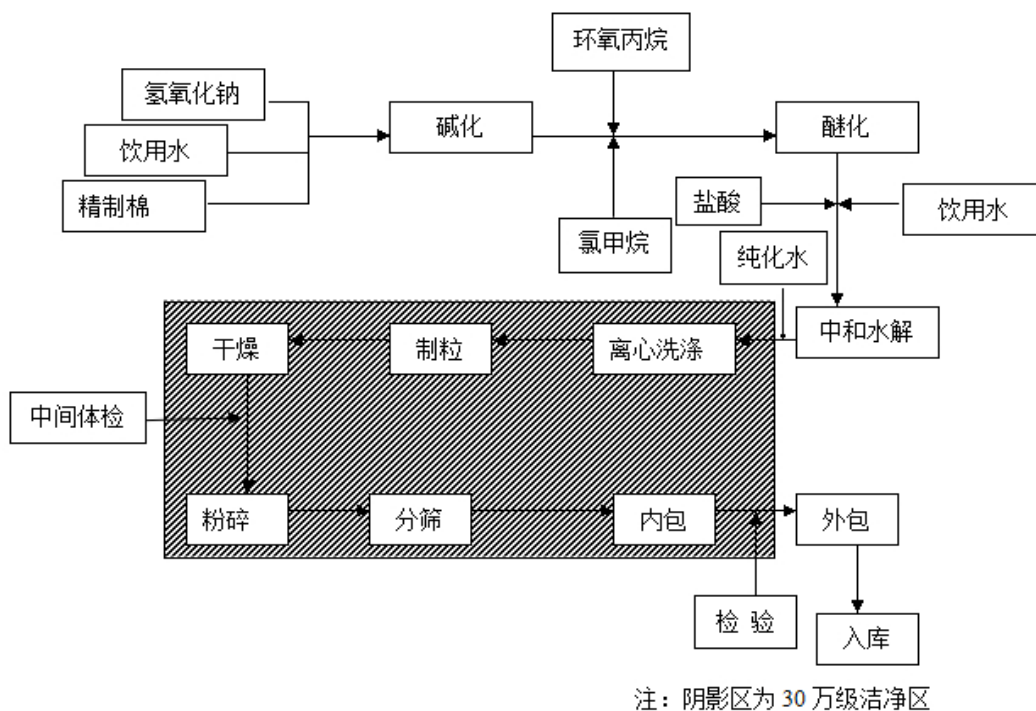 环氧丙烷
氢氧化钠
碱化
醚化
饮用水
精制棉
盐酸
饮用水
氯甲烷
纯化水
干燥
制粒
离心洗涤
中和水解
中间体检
粉碎
分筛
内包
外包
检 验
入库
注：阴影区为 30 万级洁净区